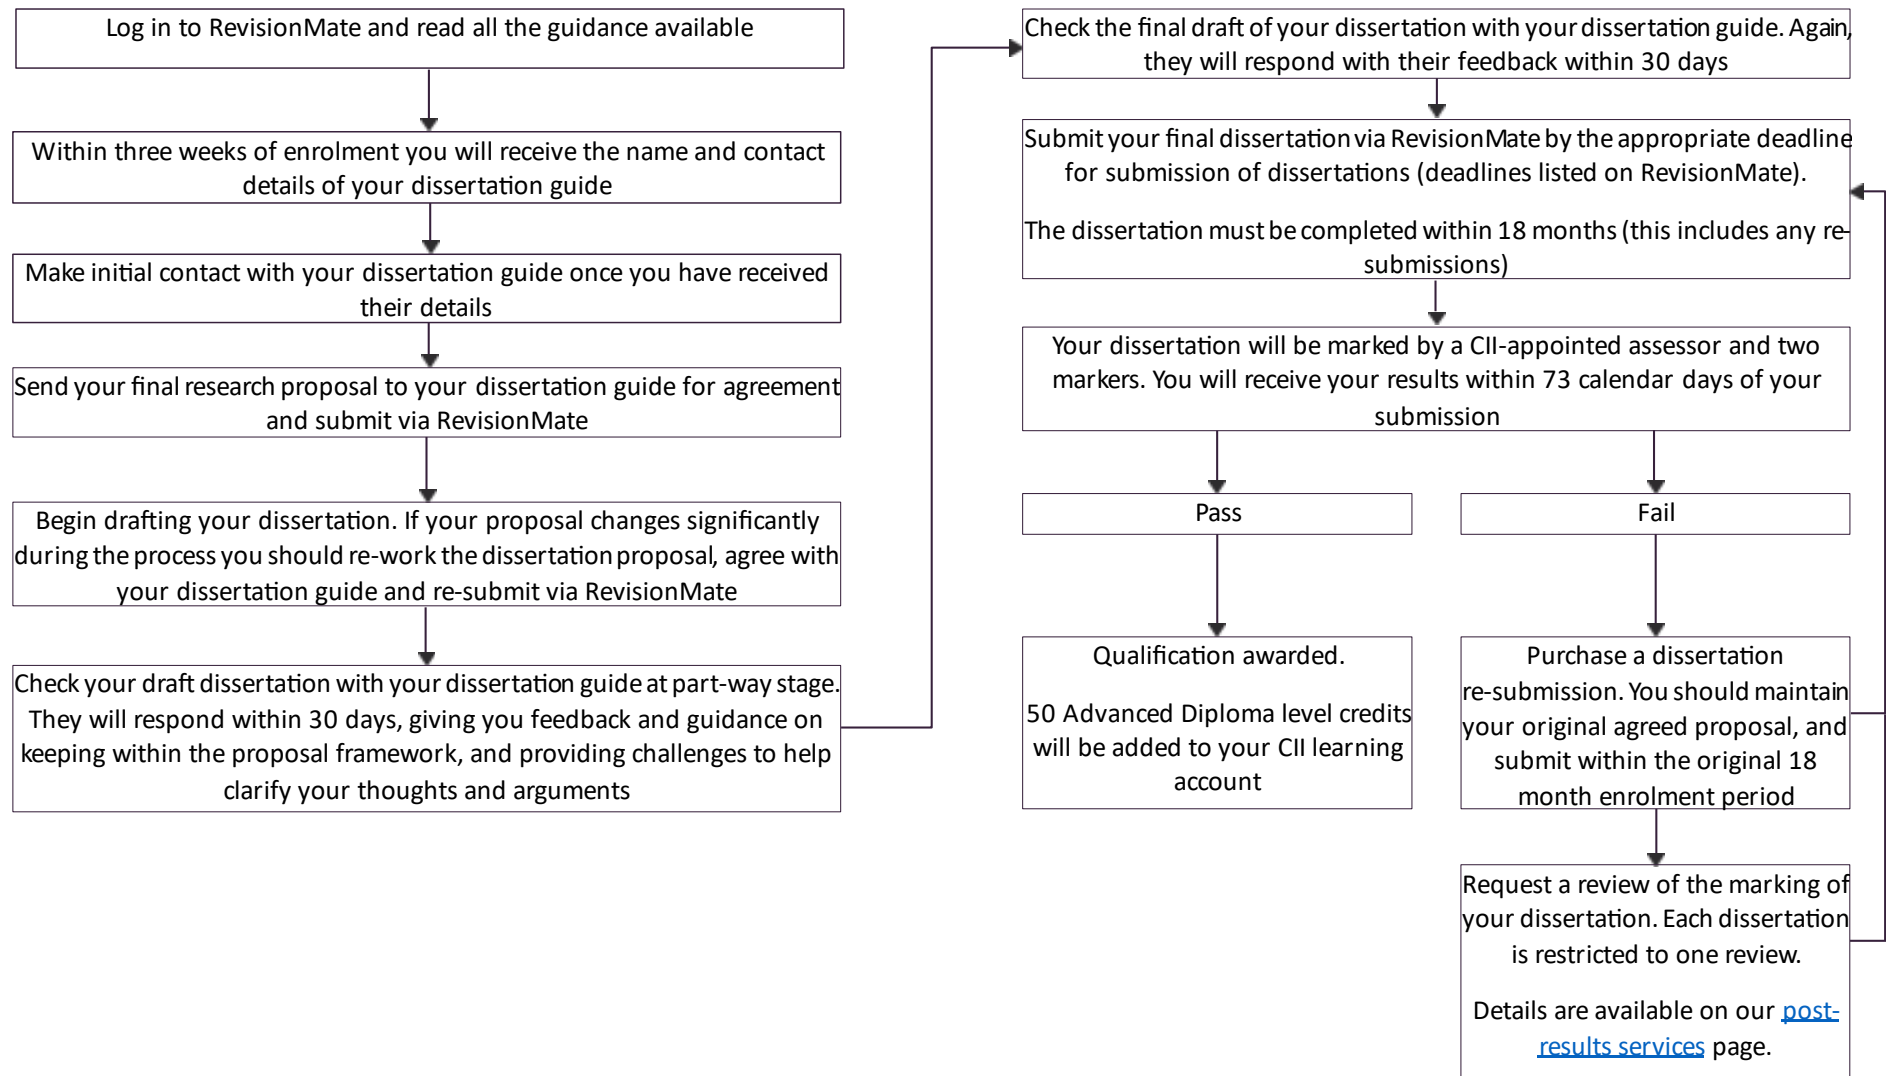 Log in to RevisionMate and read all the guidance available
Within three weeks of enrolment you will receive the name and contact
details of your dissertation guide
Make initial contact with your dissertation guide once you have received
their details
Send your final research proposal to your dissertation guide for agreement
and submit via RevisionMate
Begin drafting your dissertation. If your proposal changes significantly
during the process you should re-work the dissertation proposal, agree with
your dissertation guide and re-submit via RevisionMate
Check your draft dissertation with your dissertation guide at part-way stage.
They will respond within 30 days, giving you feedback and guidance on
keeping within the proposal framework, and providing challenges to help
clarify your thoughts and arguments
Check the final draft of your dissertation with your dissertation guide. Again,
they will respond with their feedback within 30 days
Submit your final dissertation via RevisionMate by the appropriate deadline
for submission of dissertations (deadlines listed on RevisionMate).
The dissertation must be completed within 18 months (this includes any re-
submissions)
Your dissertation will be marked by a CII-appointed assessor and two
markers. You will receive your results within 73 calendar days of your
submission
Pass
Fail
Qualification awarded.
50 Advanced Diploma level credits
will be added to your CII learning
account
Purchase a dissertation
re-submission. You should maintain
your original agreed proposal, and
submit within the original 18
month enrolment period
Request a review of the marking of
your dissertation. Each dissertation
is restricted to one review.
Details are available on our post-
results services page.